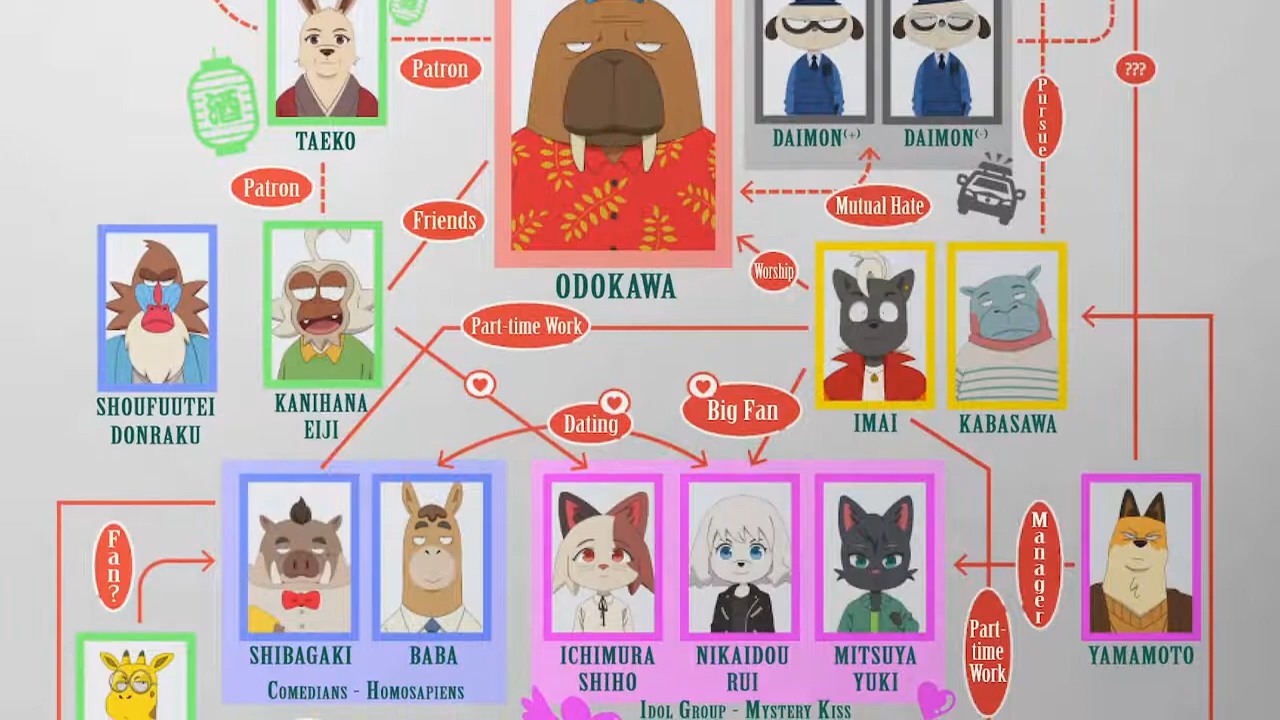 Patron
???
Pursue
酒
TAEKO
DAIMON(+)
DAIMON(-)
Patron
Friends
Mutual Hate
Worship
ODOKAWA
Part-time Work
SHOUFUUTEI
DONRAKU
KANIHANA
EIJI
Dating
Big Fan
IMAI
KABASAWA
Fan?
Manager
Part-
time
Work
SHIBAGAKI
BABA
ICHIMURA
SHIHO
NIKAIDOU
RUI
MITSUYA
YUKI
YAMAMOTO
Comedians - Homosapiens
Idol Group - Mystery Kiss